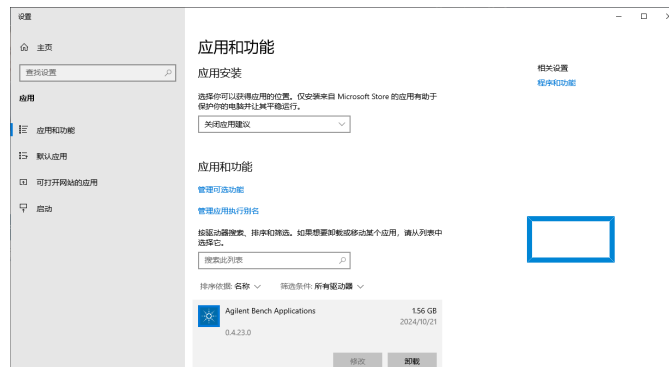 设置
主页
查找设置
应用
应用和功能
默认应用
可打开网站的应用
启动
应用和功能
应用安装
选择你可以获得应用的位置。仅安装来自 Microsoft Store 的应用有助于
保护你的电脑并让其平稳运行。
关闭应用建议
应用和功能
管理可选功能
管理应用执行别名
按驱动器搜索、排序和筛选。如果想要卸载或移动某个应用，请从列表中
选择它。
搜索此列表
排序依据: 名称 筛选条件: 所有驱动器
Agilent Bench Applications 1.56 GB
2024/10/21
0.4.23.0
修改 卸载
相关设置
程序和功能